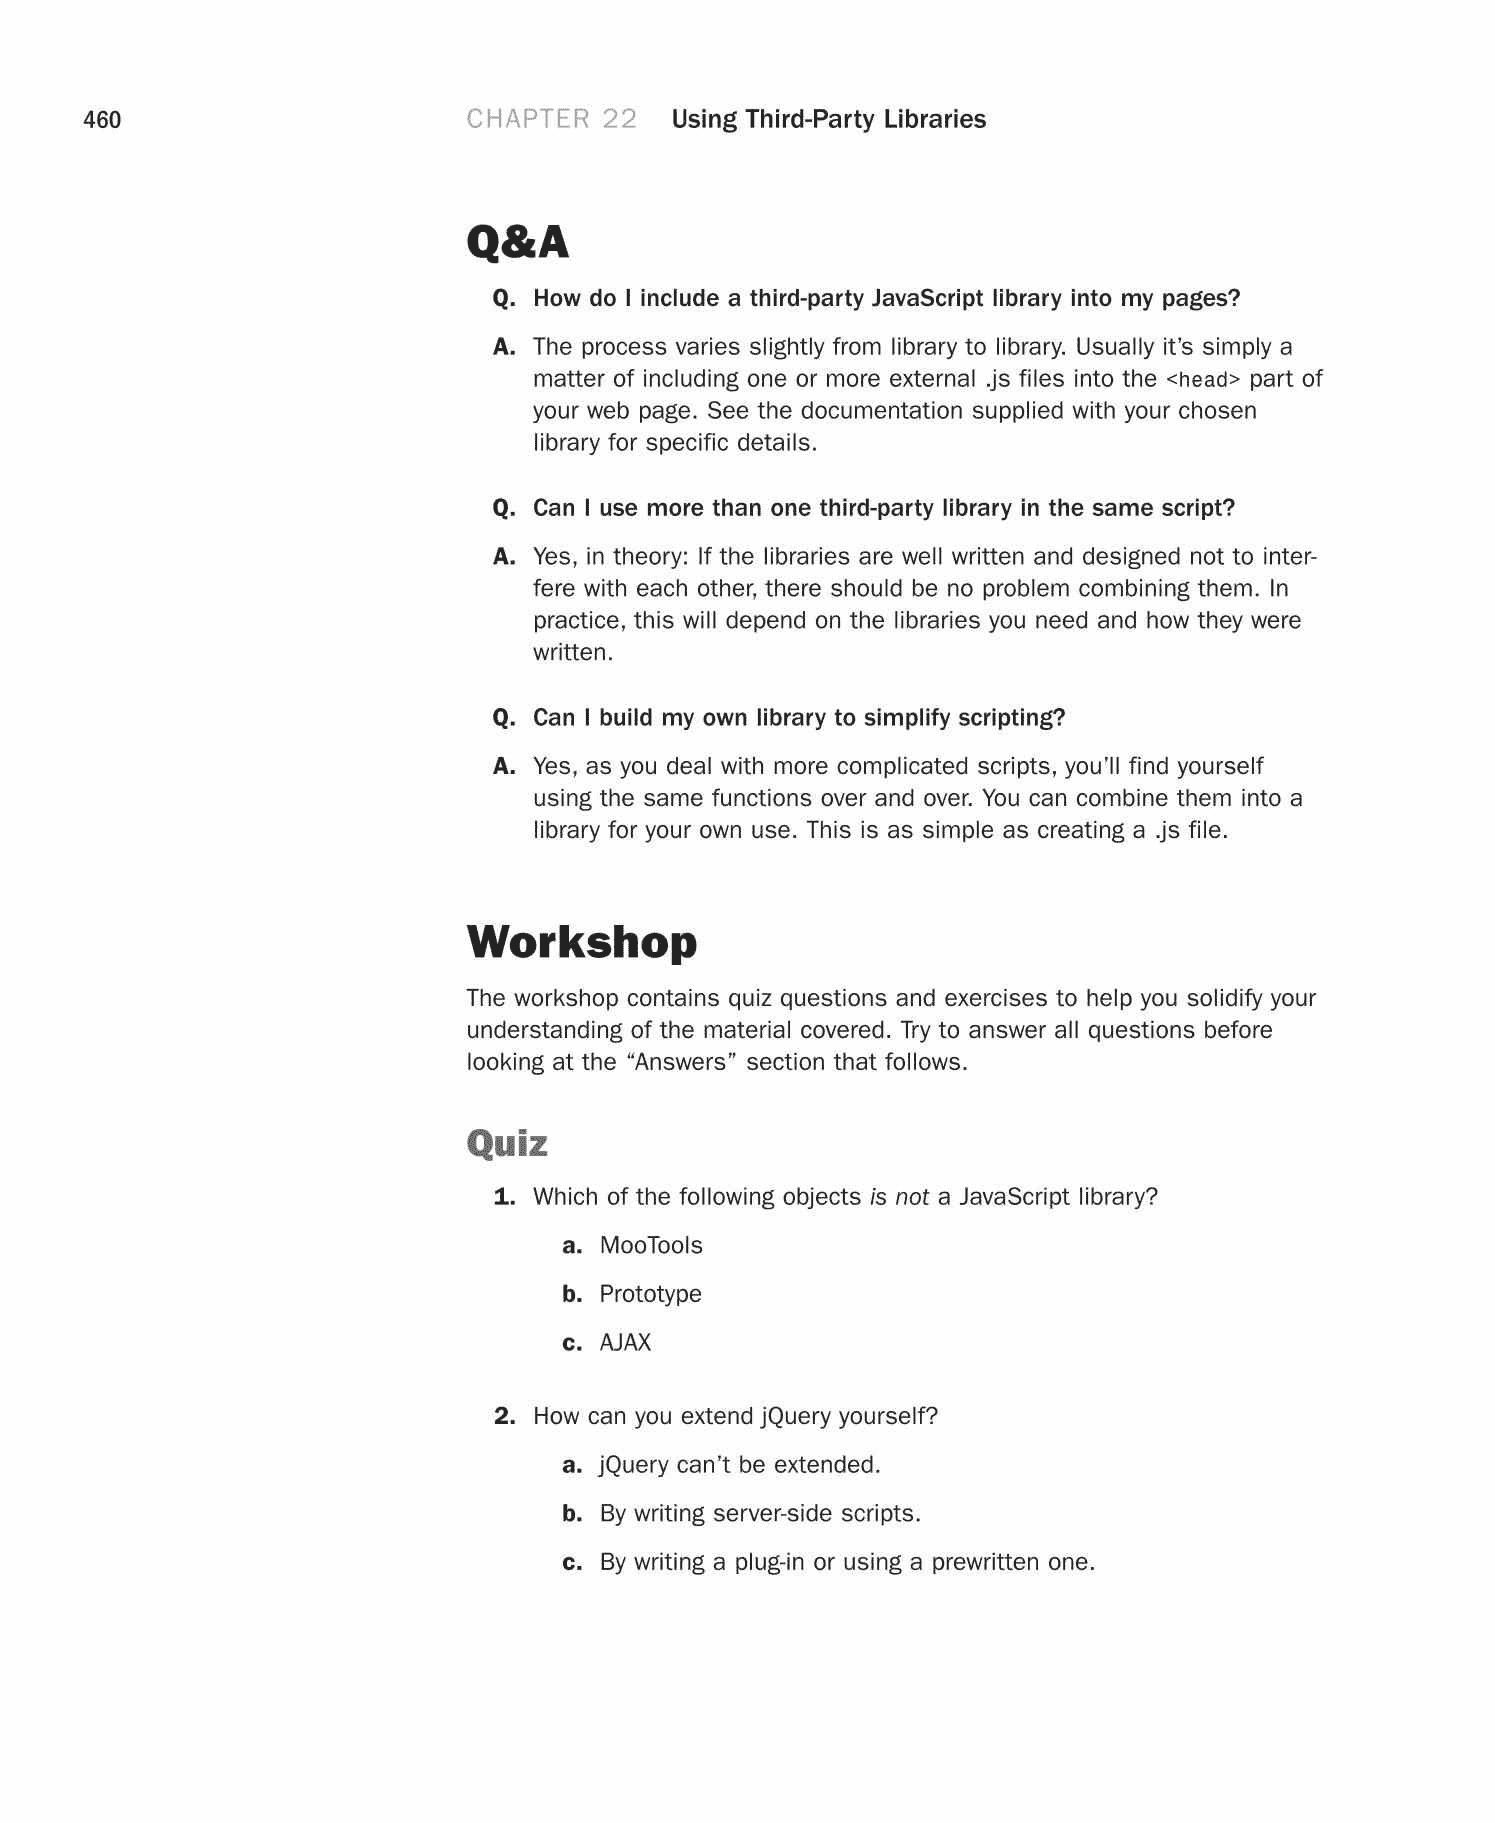 460 CHAPTER 22 Using Third-Party Libraries
Q&A
Q. How do I include a third-party JavaScript library into my pages?
A. The process varies slightly from library to library. Usually it’s simply a
matter of including one or more external .js files into the <head> part of
your web page. See the documentation supplied with your chosen
library for specific details.
Q. Can I use more than one third-party library in the same script?
A. Yes, in theory: If the libraries are well written and designed not to inter-
fere with each other, there should be no problem combining them. In
practice, this will depend on the libraries you need and how they were
written.
Q. Can I build my own library to simplify scripting?
A. Yes, as you deal with more complicated scripts, you’ll find yourself
using the same functions over and over. You can combine them into a
library for your own use. This is as simple as creating a .js file.
Workshop
The workshop contains quiz questions and exercises to help you solidify your
understanding of the material covered. Try to answer all questions before
looking at the “Answers” section that follows.
Quiz
1. Which of the following objects is not a JavaScript library?
a. MooTools
b. Prototype
c. AJAX
2. How can you extend jQuery yourself?
a. jQuery can’t be extended.
b. By writing server-side scripts.
c. By writing a plug-in or using a prewritten one.